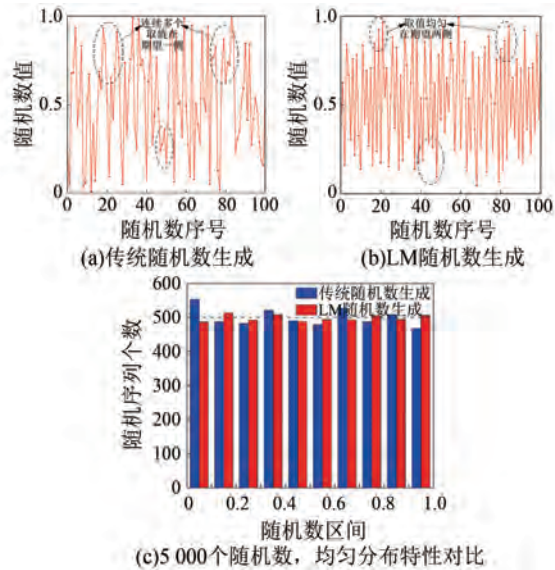 1.0
连续多个
取值在
期望一侧
0.5
0
0 20 40 60 80 100
随机数值
随机数序号
(a)传统随机数生成
1.0
取值均匀
在期望两侧
0.5
0
0 20 40 60 80 100
随机数值
随机数序号
(b)LM随机数生成
600
500
400
300
200
100
0
传统随机数生成
LM随机数生成
0 0.2 0.4 0.6 0.8 1.0
随机序列个数
随机数区间
(c)5 000个随机数，均匀分布特性对比